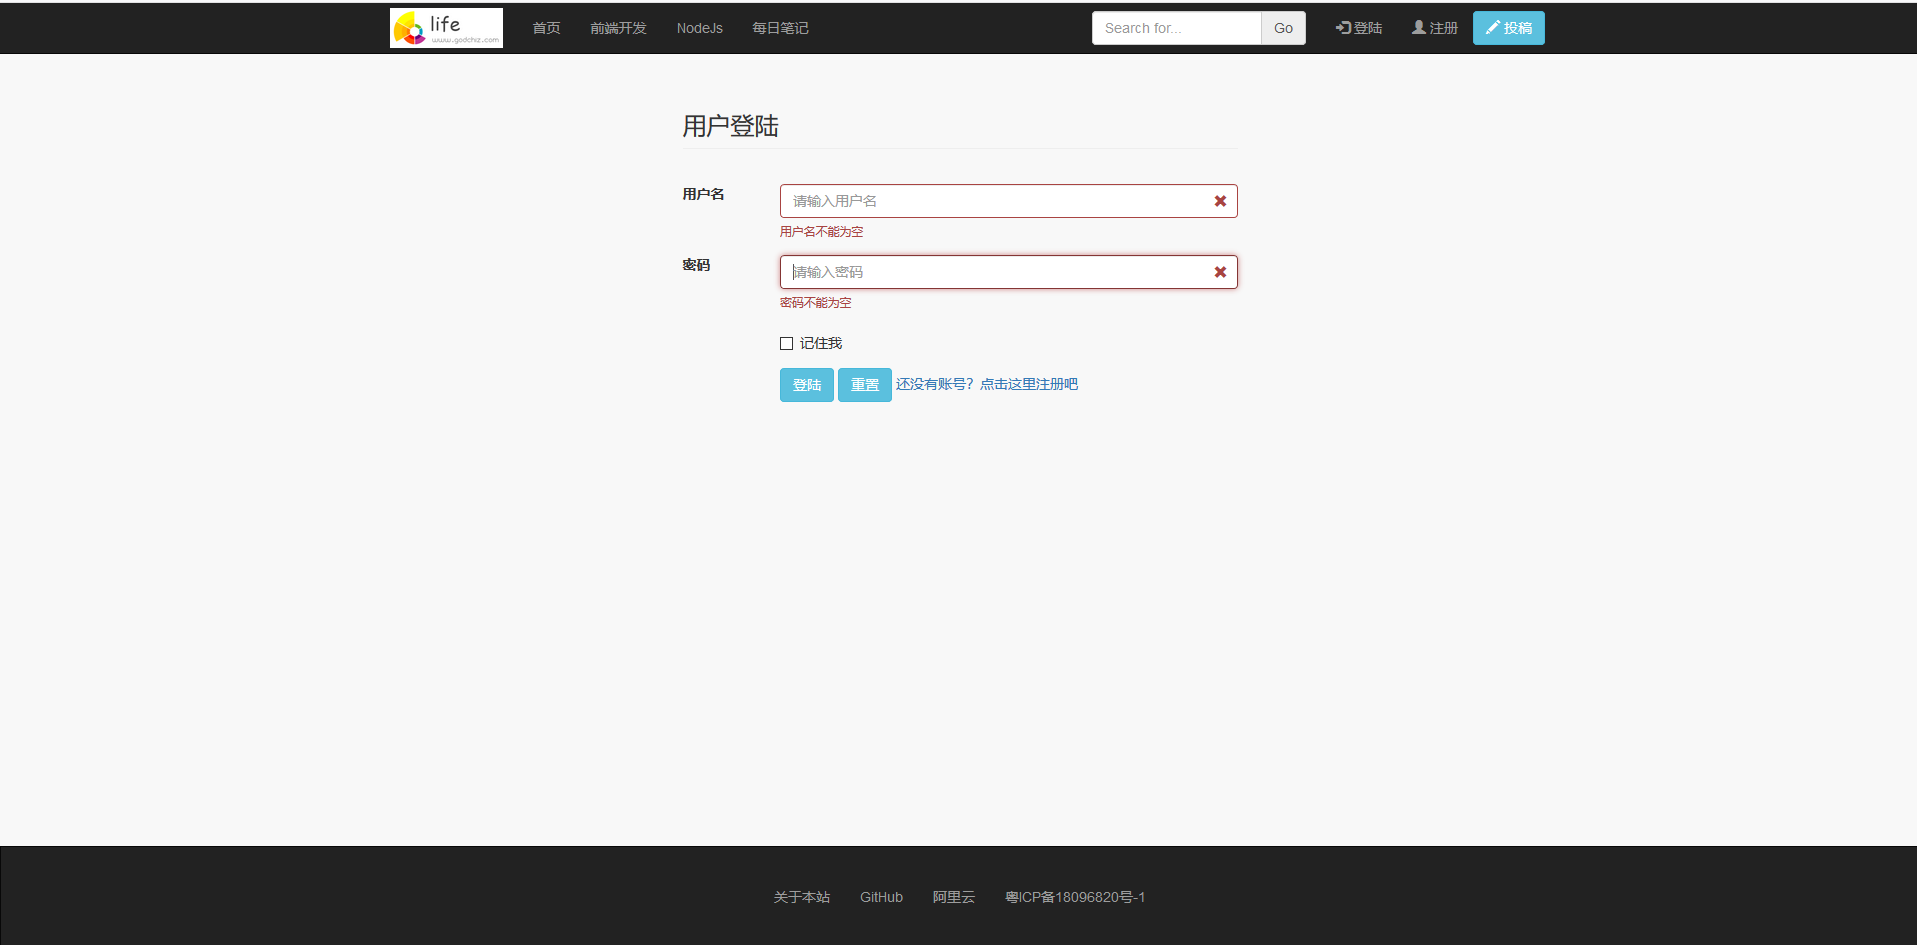 life
www.godchiz.com
首页 前端开发 NodeJs 每日笔记 Search for... Go 登陆 注册 投稿
用户登陆
用户名 请输入用户名
用户名不能为空
密码 请输入密码
密码不能为空
记住我
登陆 重置 还没有账号？点击这里注册吧
关于本站 GitHub 阿里云 粤ICP备18096820号-1